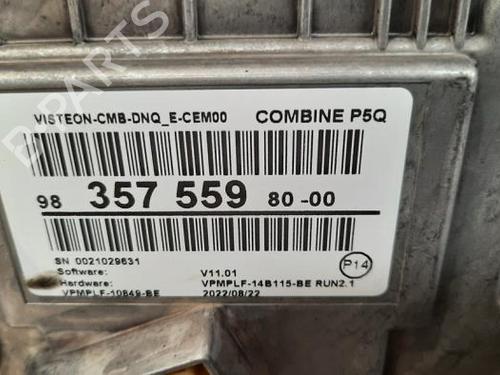 B-PARTS
VISTEON-CMB-DNQ_E-CEM00 COMBINE P5Q
98 357 559 80-00
SN 0021029631
Software: V11.01
Hardware: VPMPLF-14B115-BE RUN2.1
VPMPLF-10849-BE 2022/08/22
P14